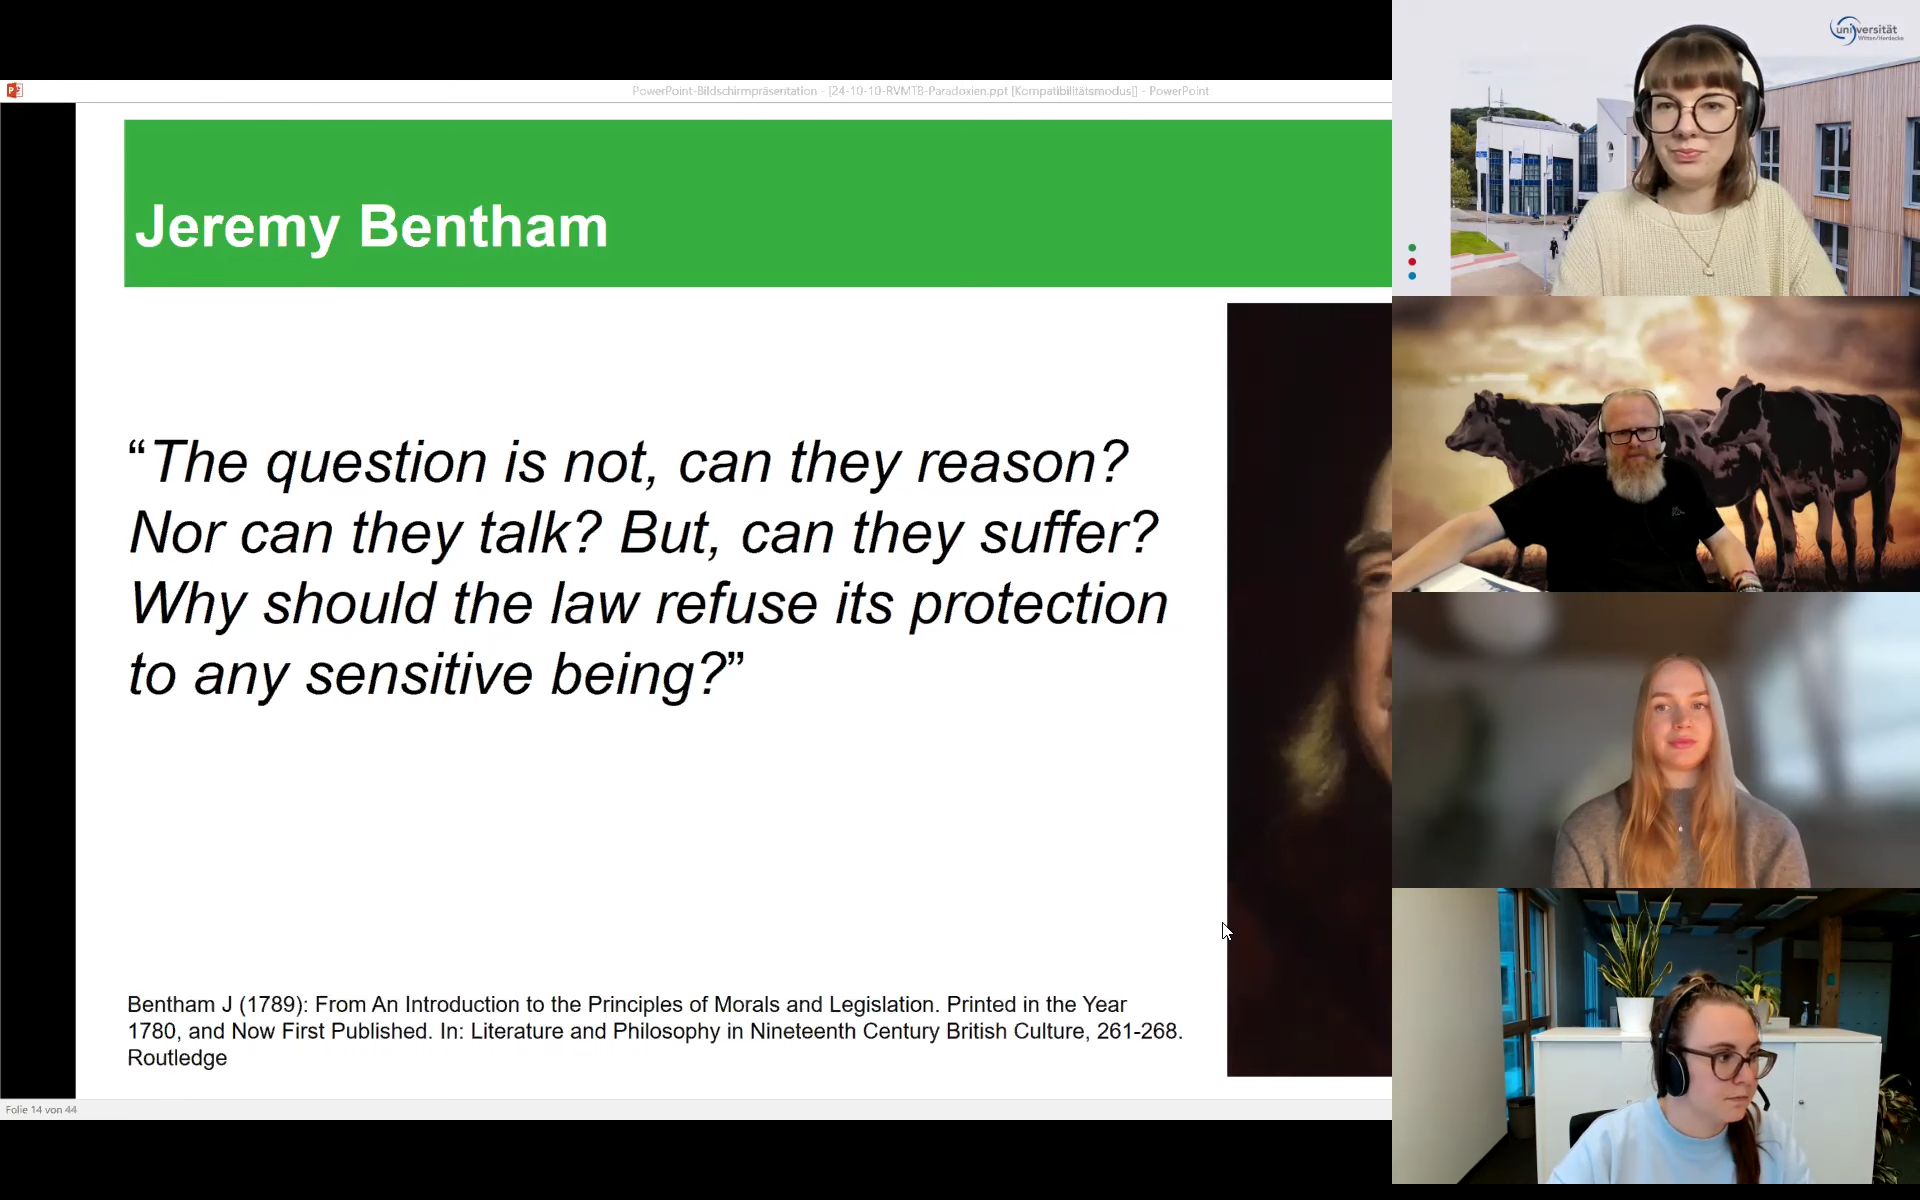 PowerPoint-Bildschirmpräsentation - [24-10-10-RVMTB-Paradoxien.ppt [Kompatibilitätsmodus]] - PowerPoint
Jeremy Bentham
“The question is not, can they reason?
Nor can they talk? But, can they suffer?
Why should the law refuse its protection
to any sensitive being?”
Bentham J (1789): From An Introduction to the Principles of Morals and Legislation. Printed in the Year
1780, and Now First Published. In: Literature and Philosophy in Nineteenth Century British Culture, 261-268.
Routledge
Folie 14 von 44
universität
Witten/Herdecke